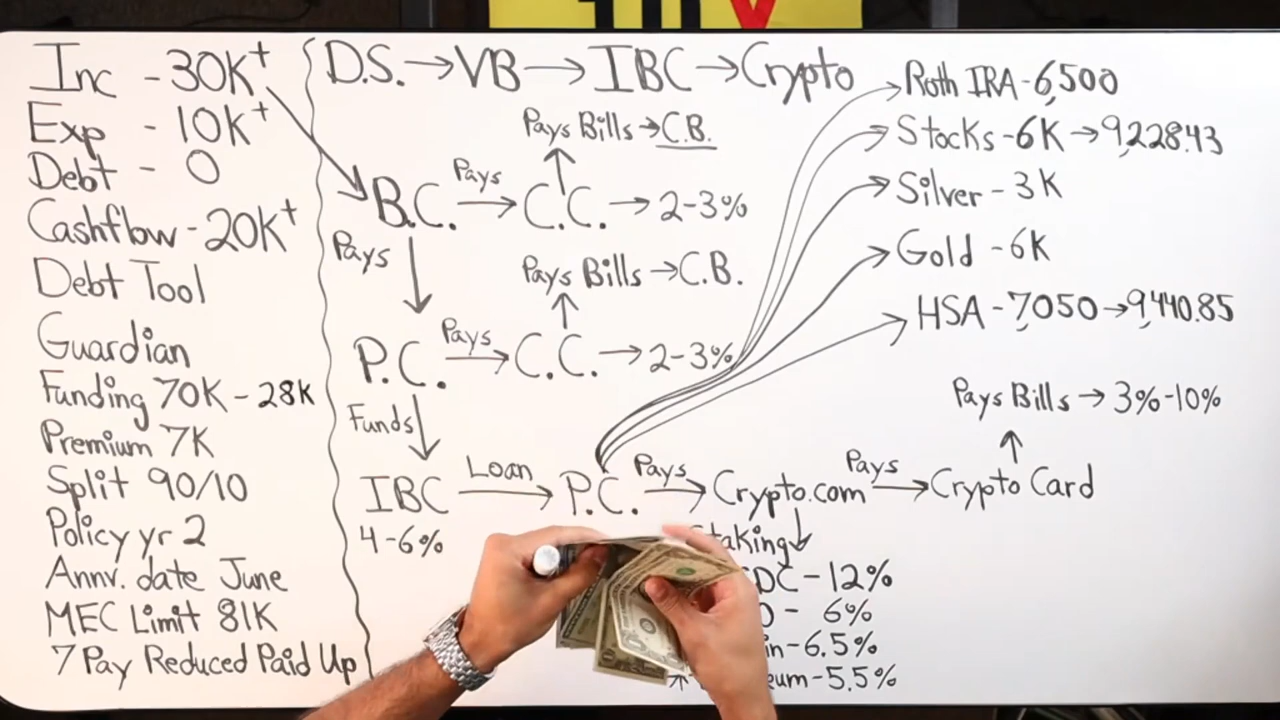 Inc - 30K+
Exp - 10K+
Debt - 0
Cashflow - 20K+
Debt Tool
Guardian
Funding 70K - 28K
Premium 7K
Split 90/10
Policy yr 2
Annv. date June
MEC Limit 81K
7 Pay Reduced Paid Up
D.S. → VB → IBC → Crypto
Pays Bills → C.B.
B.C. Pays → C.C. → 2-3%
Pays
Pays Bills → C.B.
P.C. Pays → C.C. → 2-3%
Funds
IBC Loan → P.C. Pays → Crypto.com Pays → Crypto Card
4-6%
Pays Bills → 3%-10%
Roth IRA - 6,500
Stocks - 6K → 9,228.43
Silver - 3K
Gold - 6K
HSA - 7,050 → 9,440.85
Staking
- 12%
- 6%
- 6.5%
- 5.5%